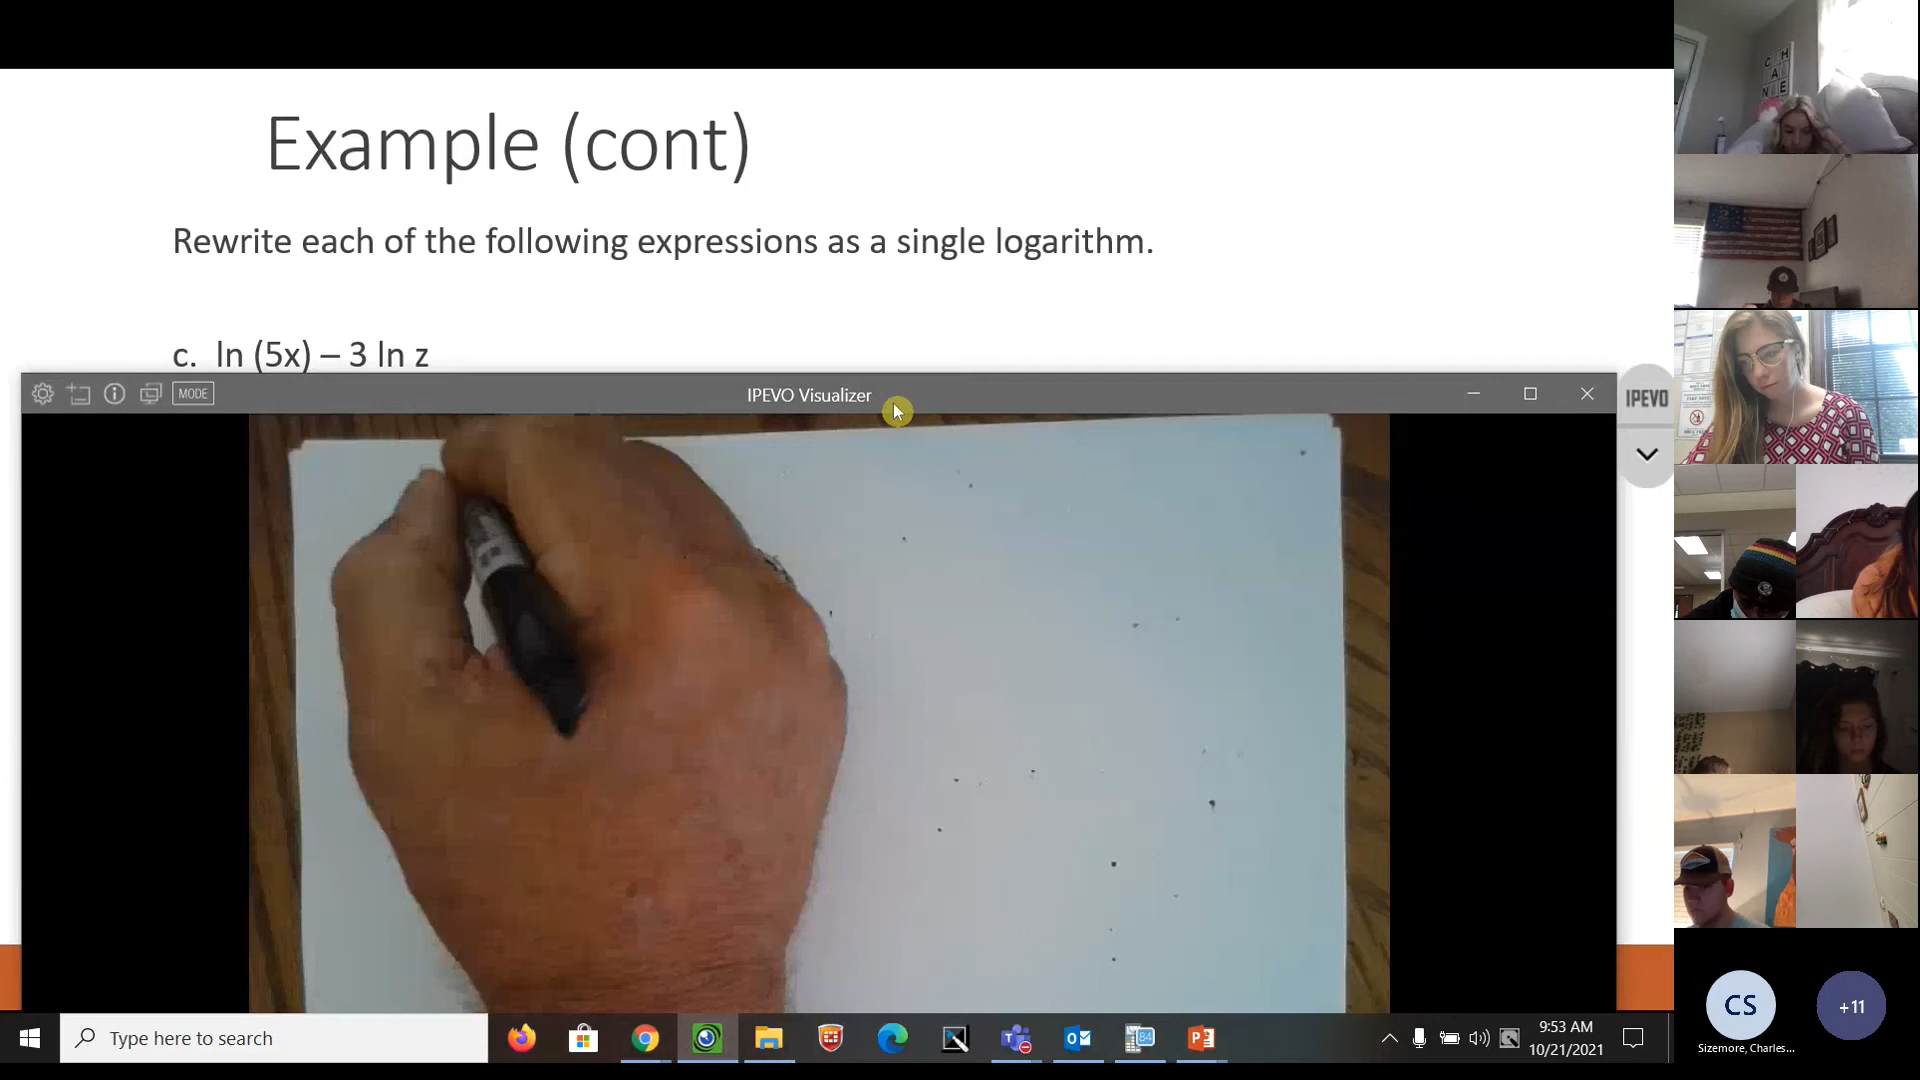 Example (cont)
Rewrite each of the following expressions as a single logarithm.
c. ln (5x) – 3 ln z
MODE
IPEVO Visualizer
IPEVO
C H
A
N E
CS
+11
Sizemore, Charles...
Type here to search
84
9:53 AM
10/21/2021